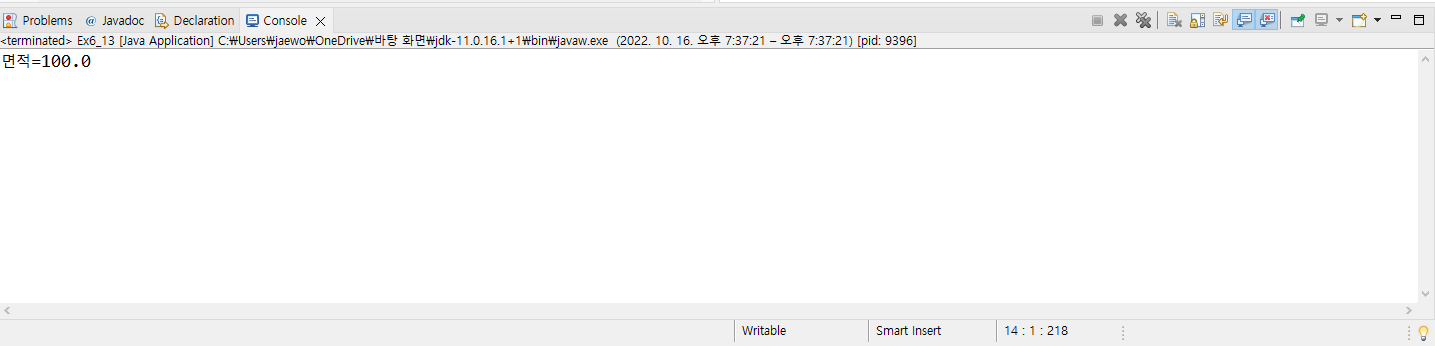 Problems @ Javadoc Declaration Console
<terminated> Ex6_13 [Java Application] C:₩Users₩jaewo₩OneDrive₩바탕 화면₩jdk-11.0.16.1+1₩bin₩javaw.exe (2022. 10. 16. 오후 7:37:21 – 오후 7:37:21) [pid: 9396]
면적=100.0
Writable Smart Insert 14 : 1 : 218